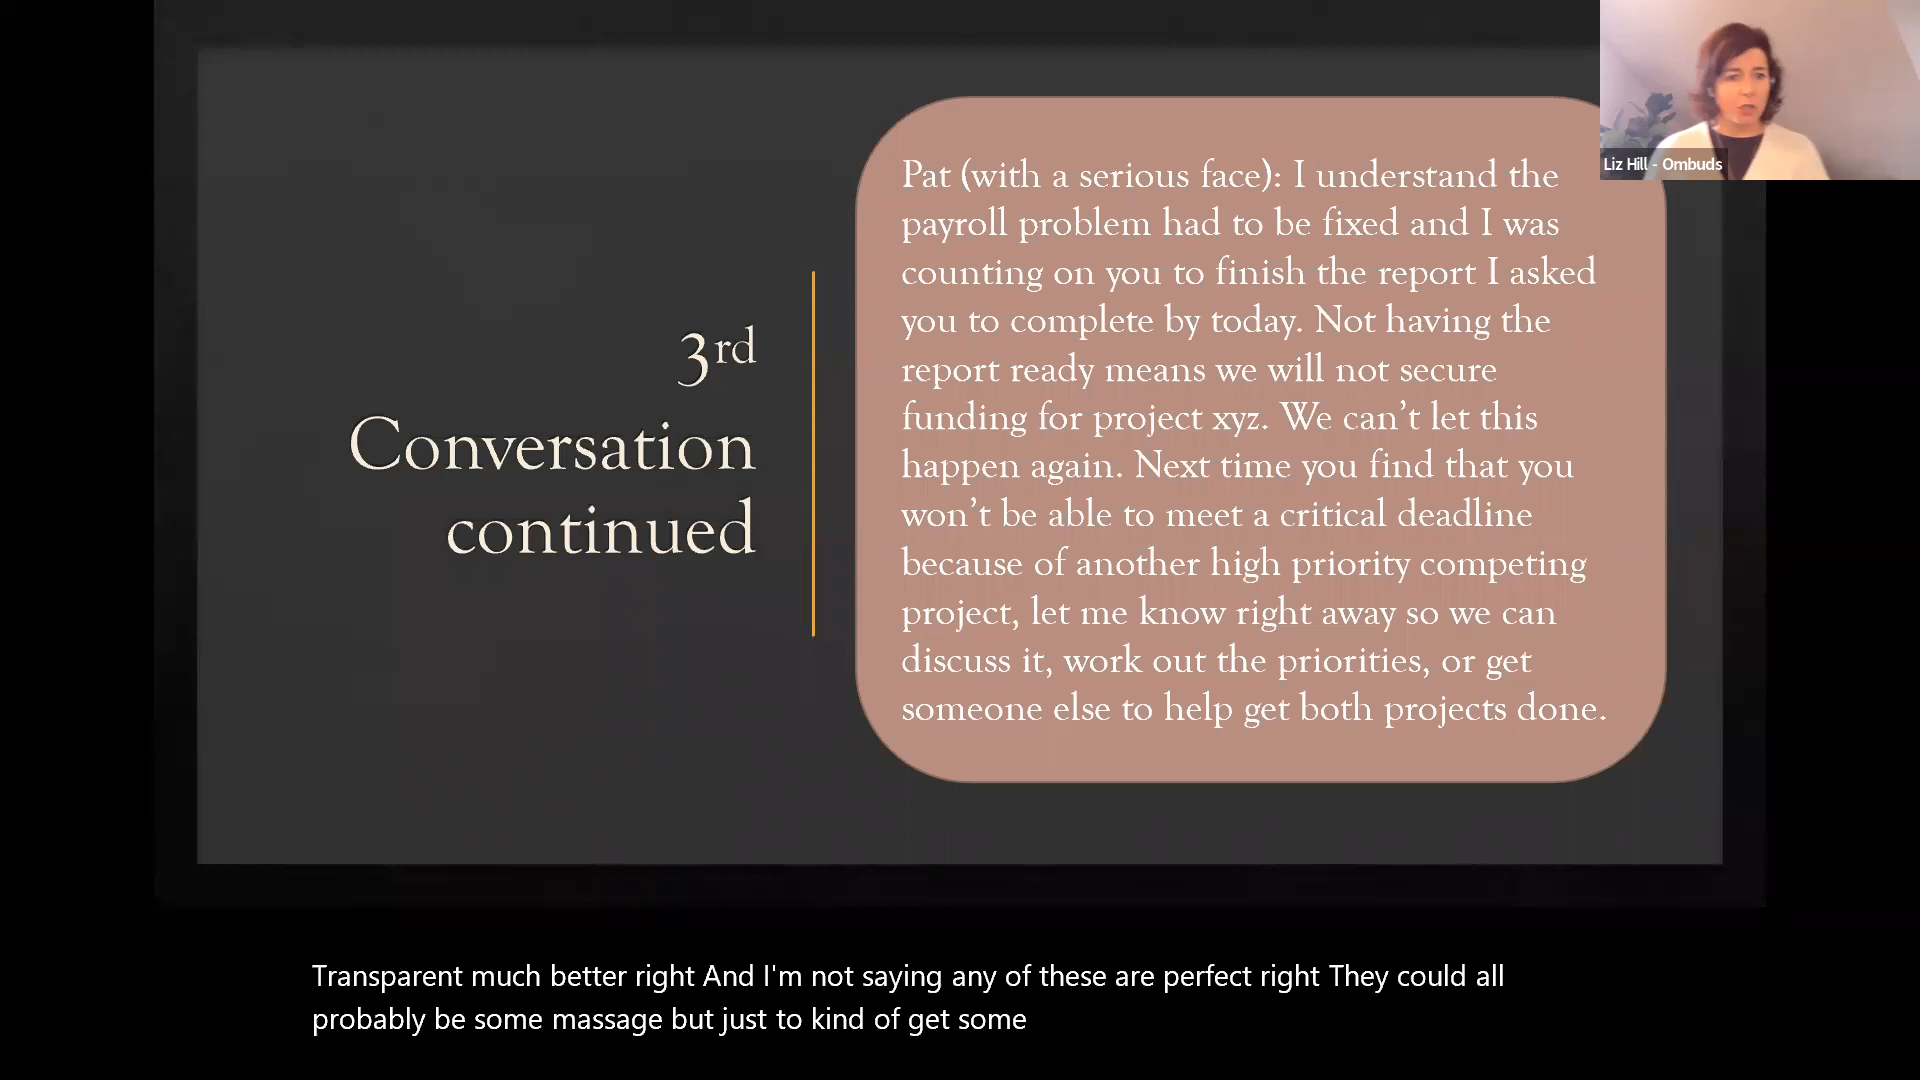 3rd
Conversation
continued
Pat (with a serious face): I understand the
payroll problem had to be fixed and I was
counting on you to finish the report I asked
you to complete by today. Not having the
report ready means we will not secure
funding for project xyz. We can’t let this
happen again. Next time you find that you
won’t be able to meet a critical deadline
because of another high priority competing
project, let me know right away so we can
discuss it, work out the priorities, or get
someone else to help get both projects done.
Liz Hill - Ombuds
Transparent much better right And I'm not saying any of these are perfect right They could all
probably be some massage but just to kind of get some